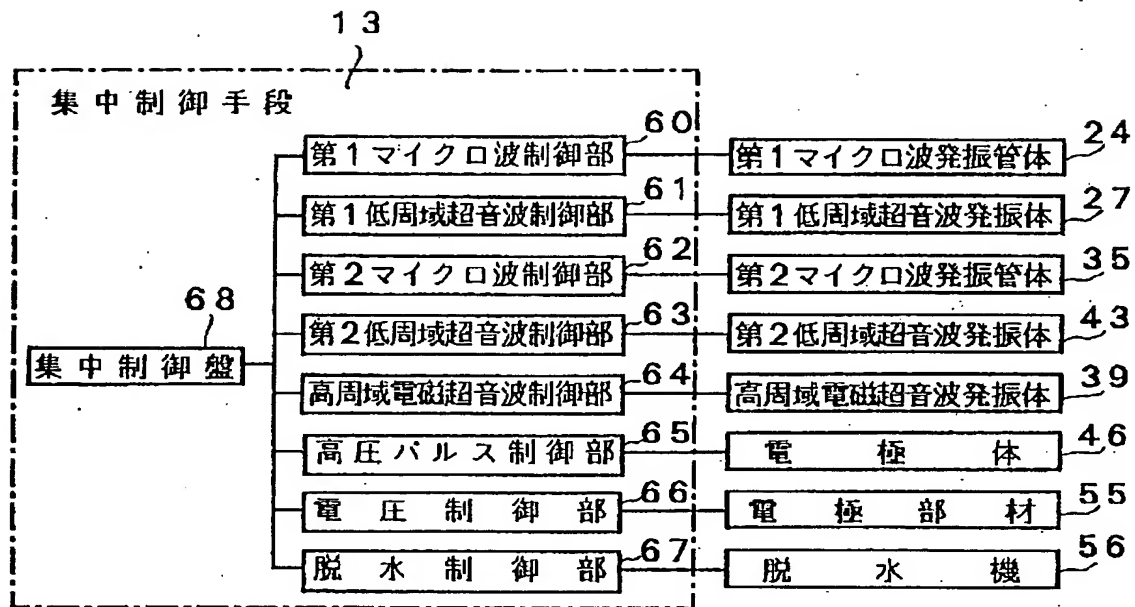 13
集中制御手段
60
第1マイクロ波制御部 第1マイクロ波発振管体 24
61
第1低周域超音波制御部 第1低周域超音波発振体 27
62
第2マイクロ波制御部 第2マイクロ波発振管体 35
68
63
第2低周域超音波制御部 第2低周域超音波発振体 43
集中制御盤
64
高周域電磁超音波制御部 高周域電磁超音波発振体 39
65
高圧パルス制御部 電極体 46
66
電圧制御部 電極部材 55
67
脱水制御部 脱水機 56